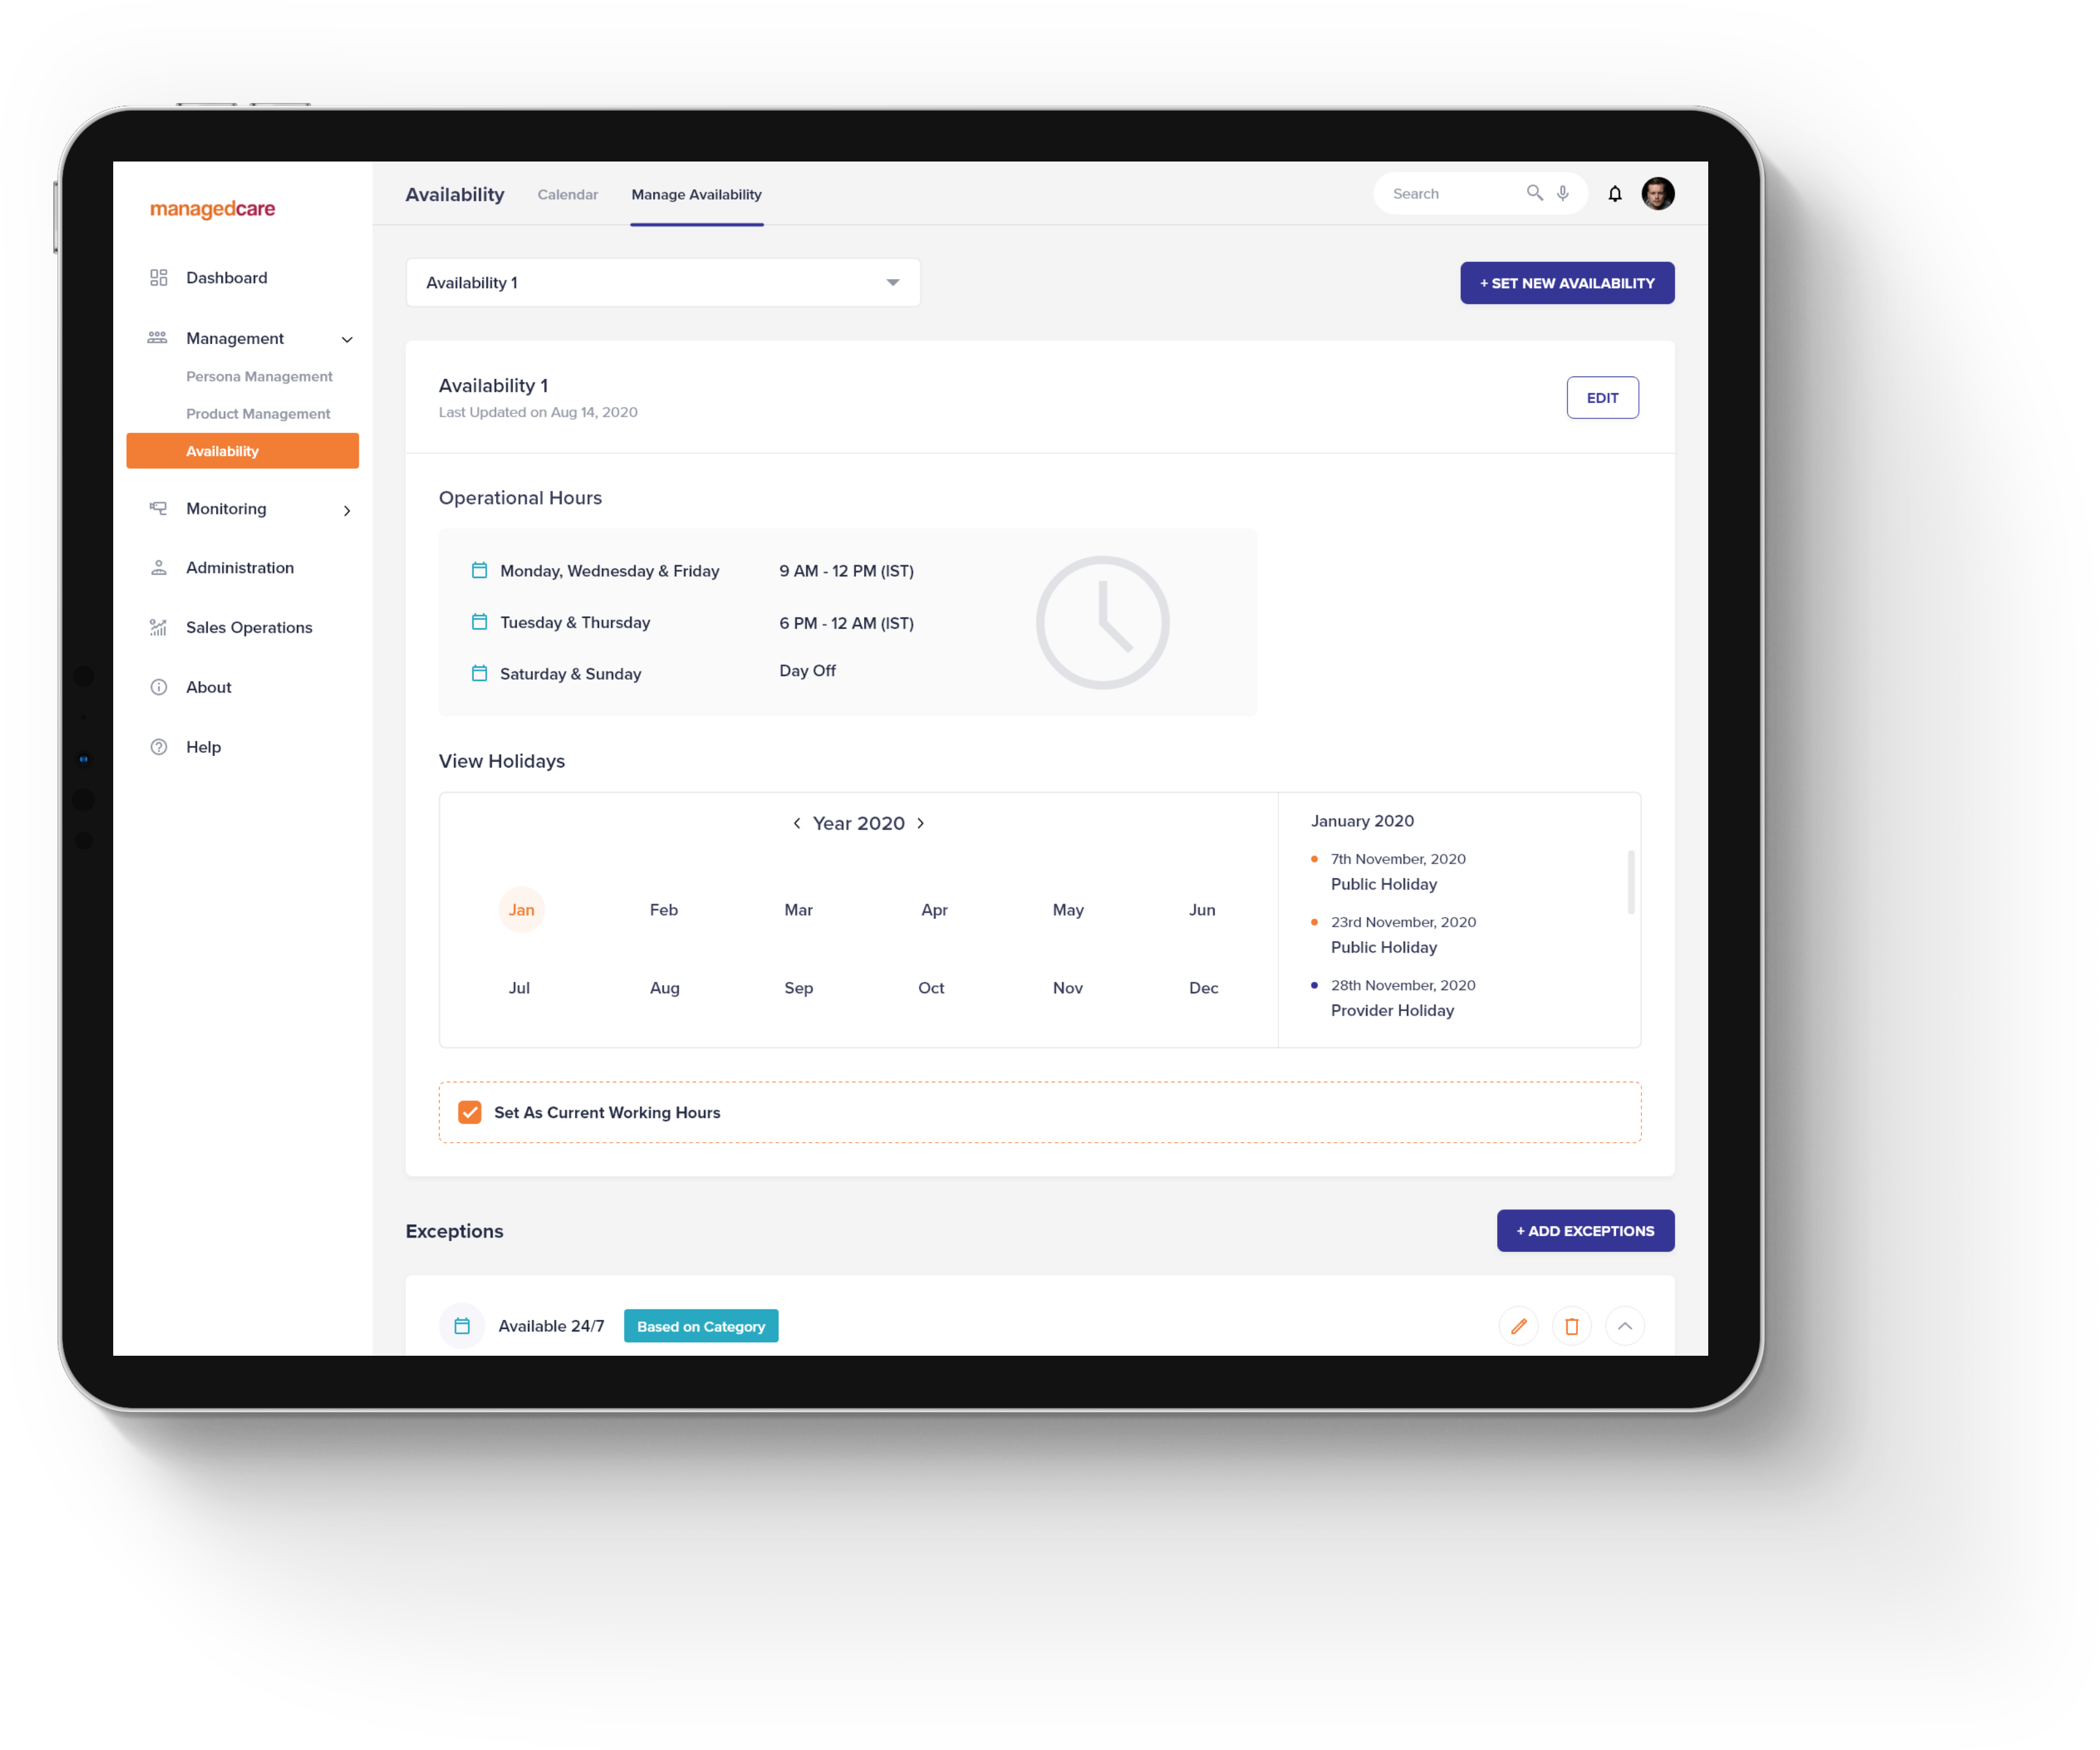 managedcare
Availability
Calendar
Manage Availability
Search
Dashboard
Management
Persona Management
Product Management
Availability
Monitoring
Administration
Sales Operations
About
Help
Availability 1
+ SET NEW AVAILABILITY
Availability 1
Last Updated on Aug 14, 2020
EDIT
Operational Hours
Monday, Wednesday & Friday 9 AM - 12 PM (IST)
Tuesday & Thursday 6 PM - 12 AM (IST)
Saturday & Sunday Day Off
View Holidays
Year 2020
Jan Feb Mar Apr May Jun
Jul Aug Sep Oct Nov Dec
January 2020
7th November, 2020
Public Holiday
23rd November, 2020
Public Holiday
28th November, 2020
Provider Holiday
Set As Current Working Hours
Exceptions
+ ADD EXCEPTIONS
Available 24/7
Based on Category